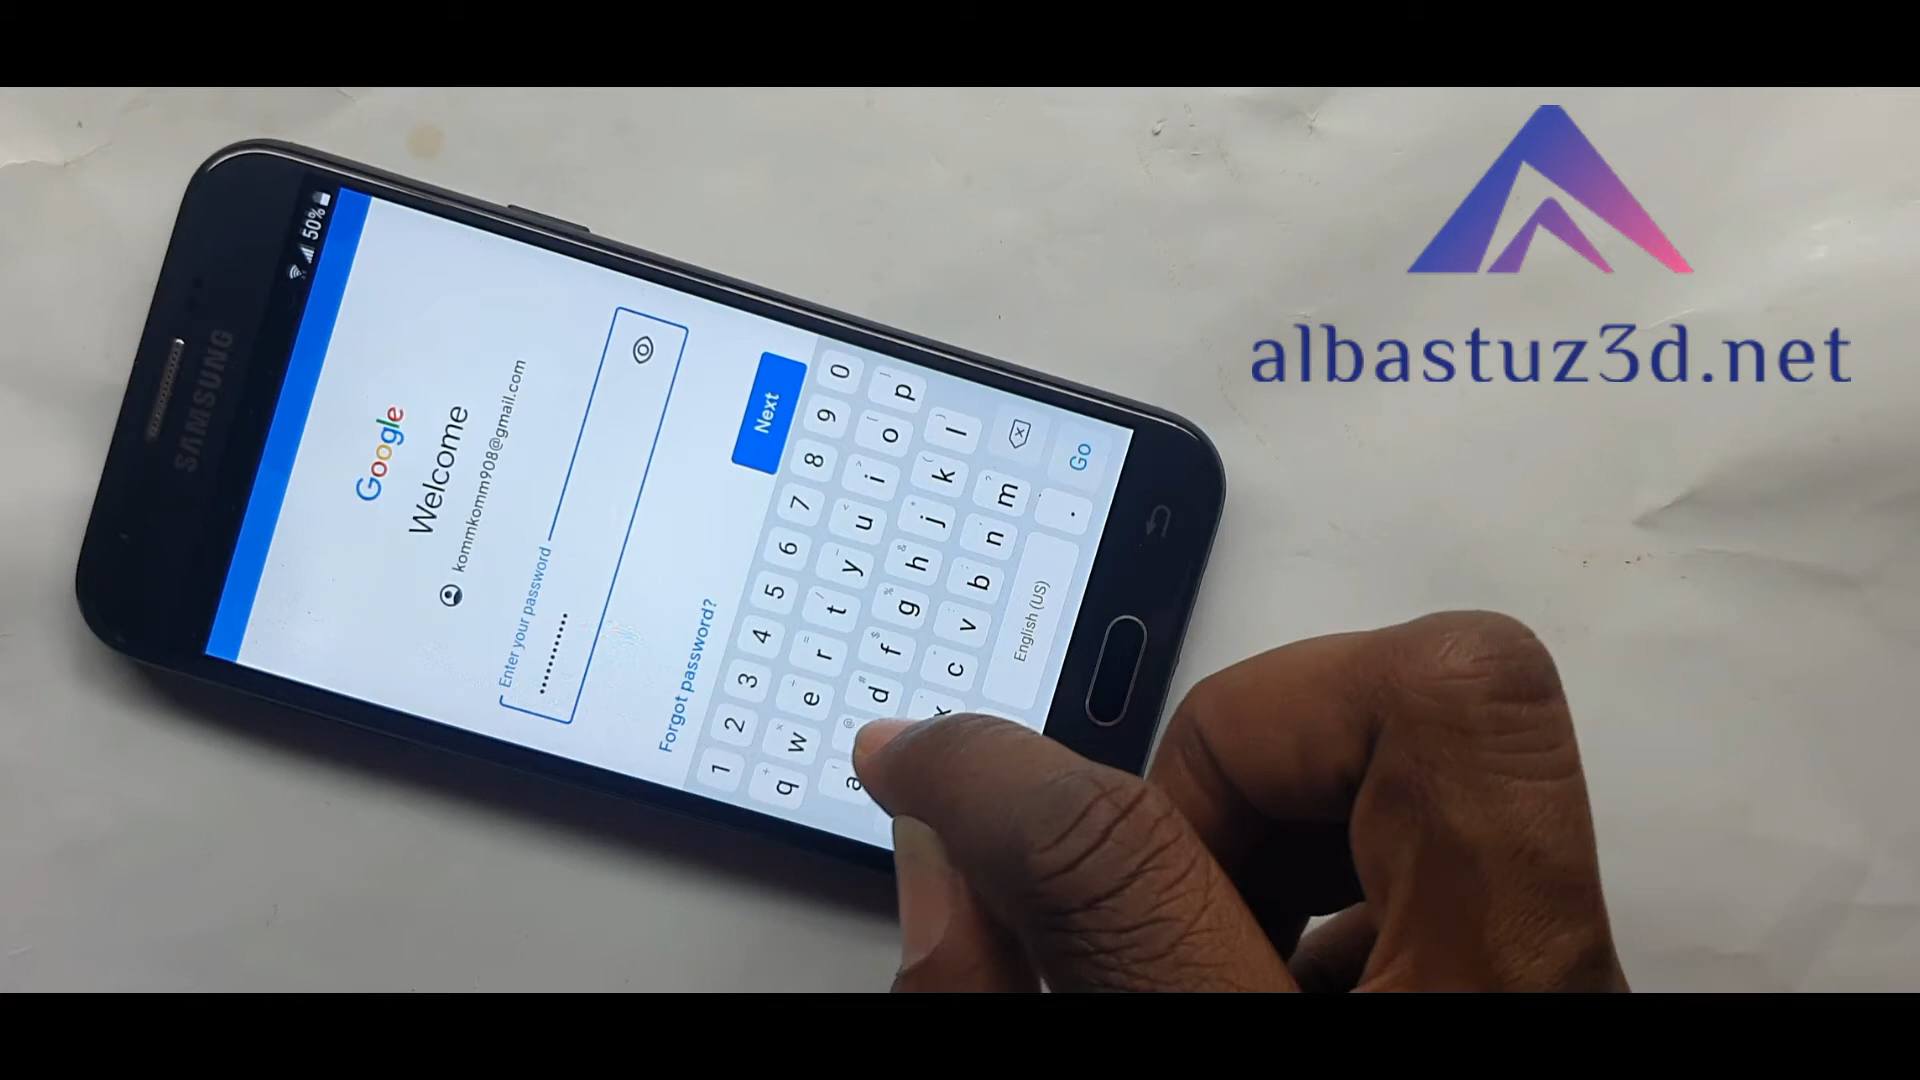 SAMSUNG
50%
Google
Welcome
kommkomm908@gmail.com
Enter your password
••••••••••••
Forgot password?
Next
1 2 3 4 5 6 7 8 9 0
q w e r t y u i o p
a d f g h j k l
x c v b n m
English (US) . Go
albastuz3d.net